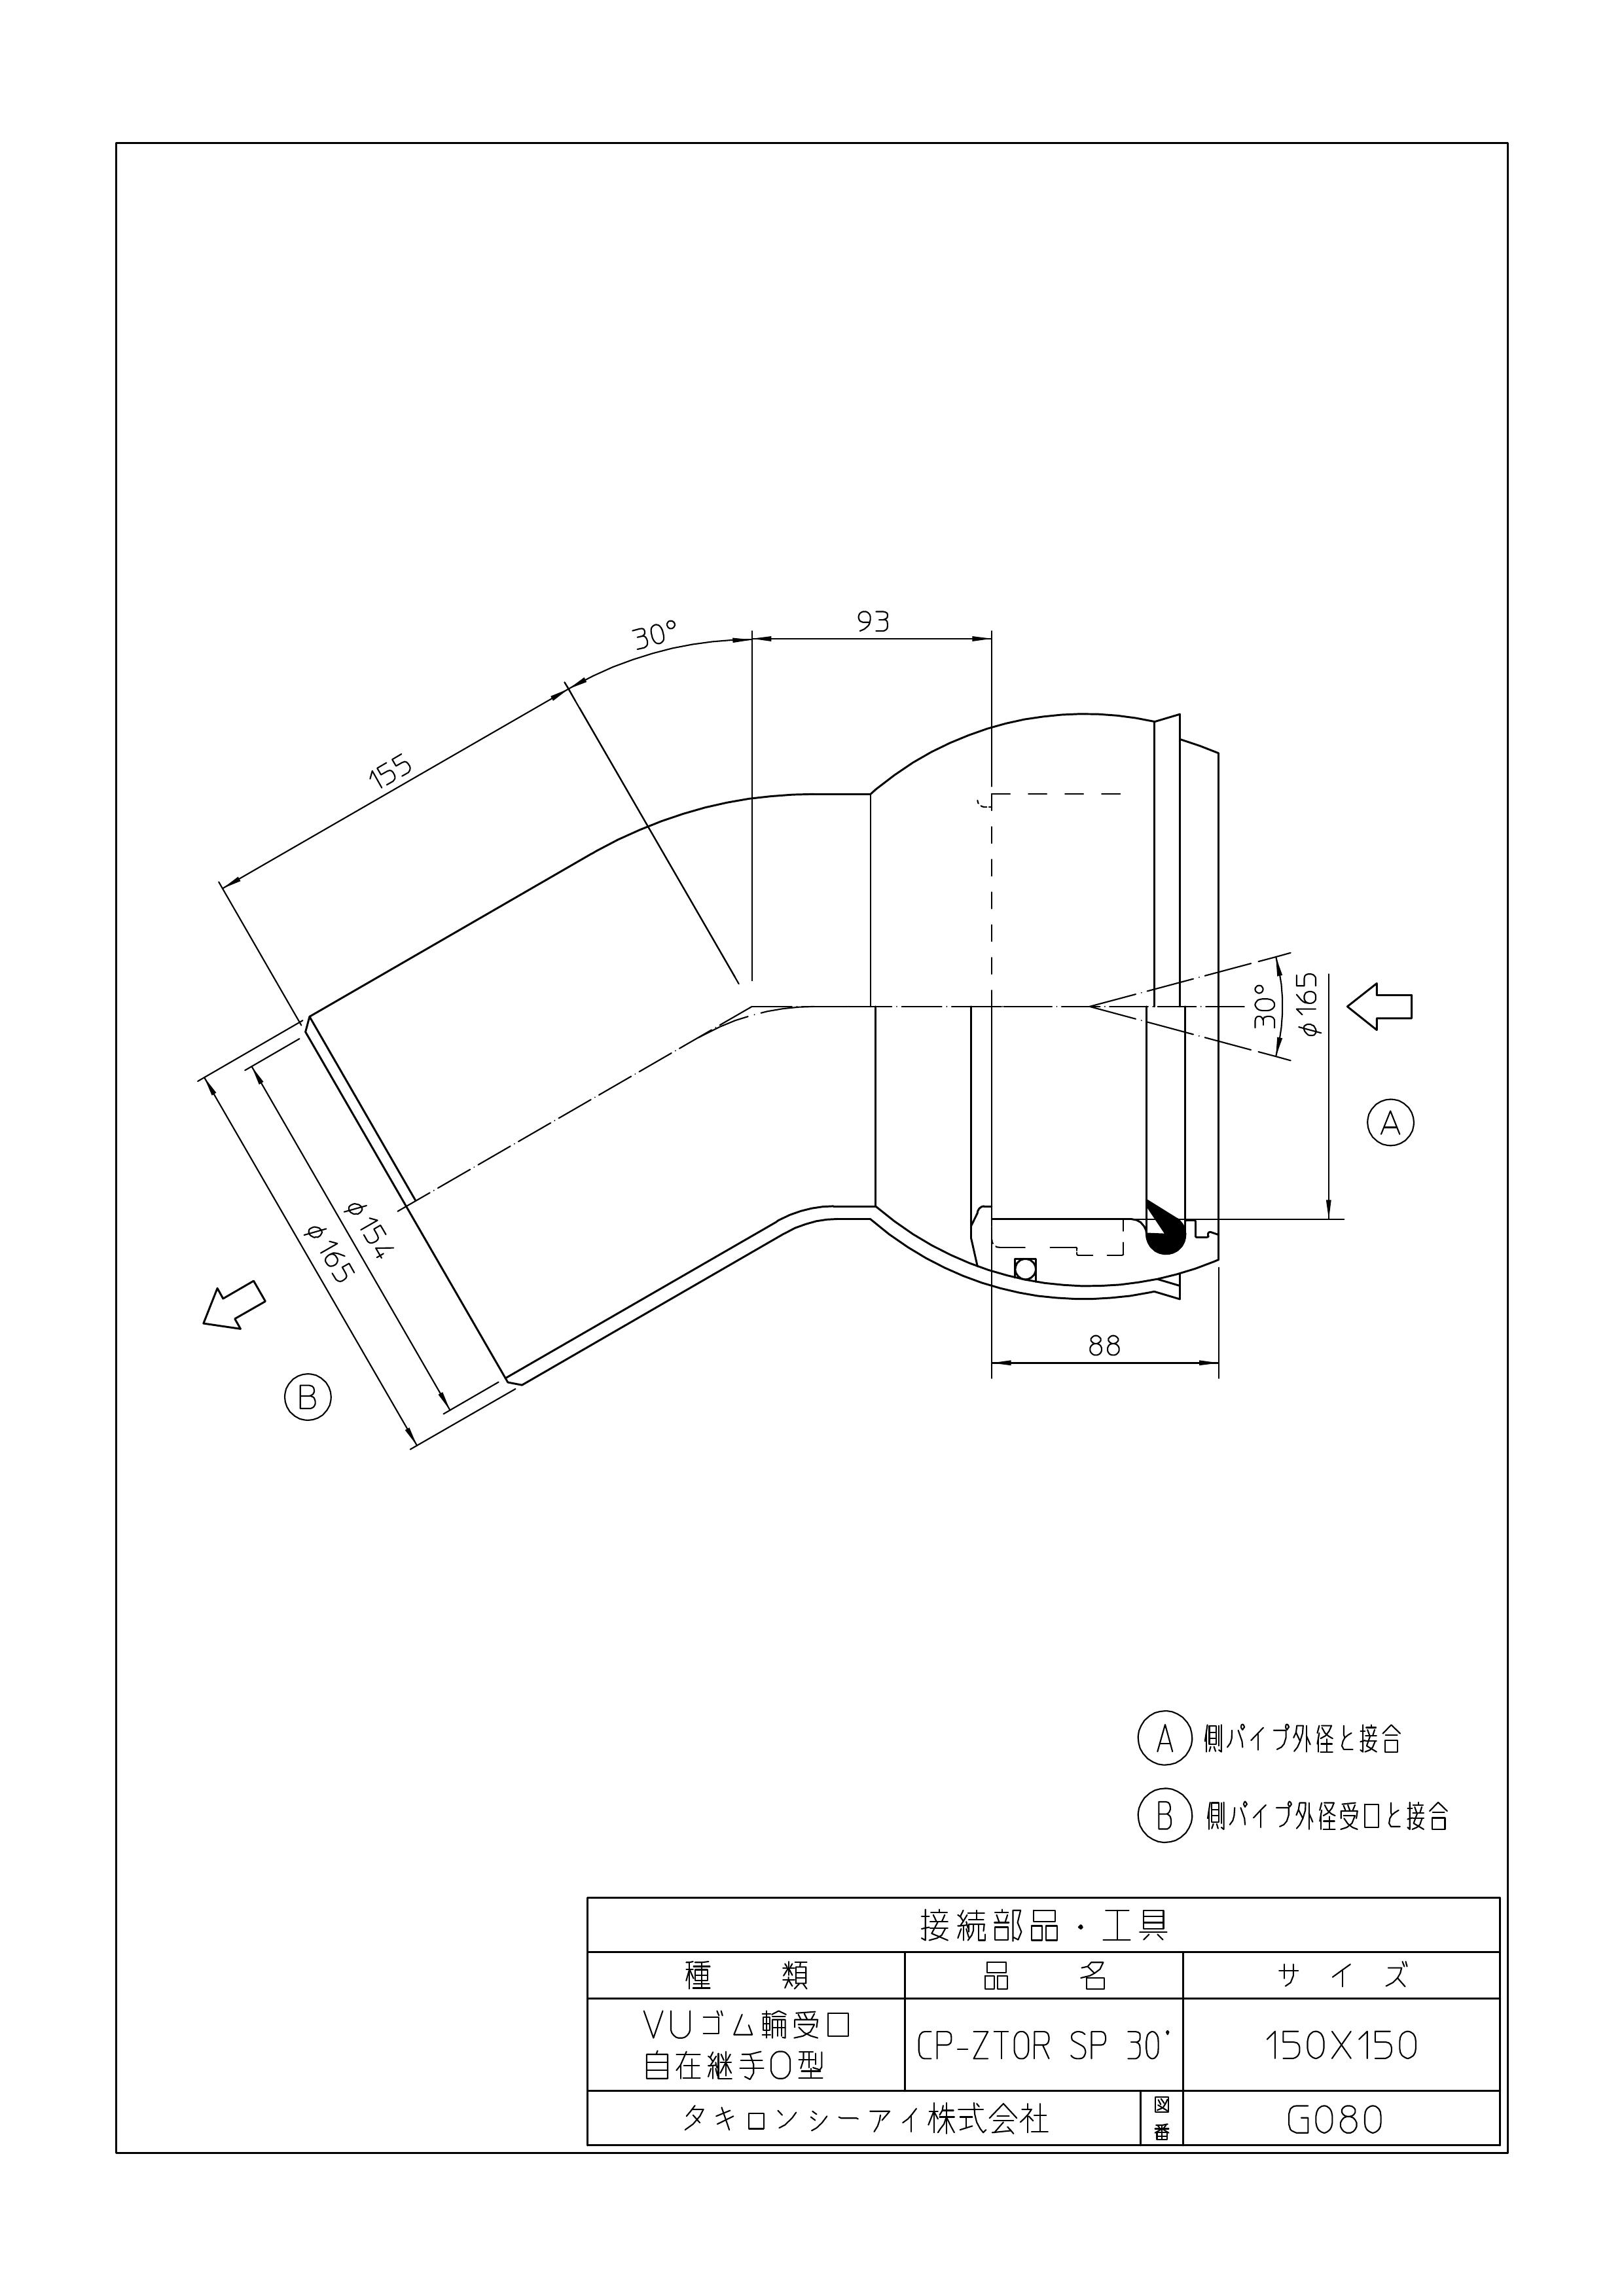 93
30°
155
30°
φ165
A
φ154
φ165
88
B
A 側パイプ外径と接合
B 側パイプ外径受口と接合
接続部品・工具
種 類 品 名 サ イ ズ
VUゴム輪受口
自在継手O型
CP-ZTOR SP 30°
150X150
タキロンシーアイ株式会社 図番 G080